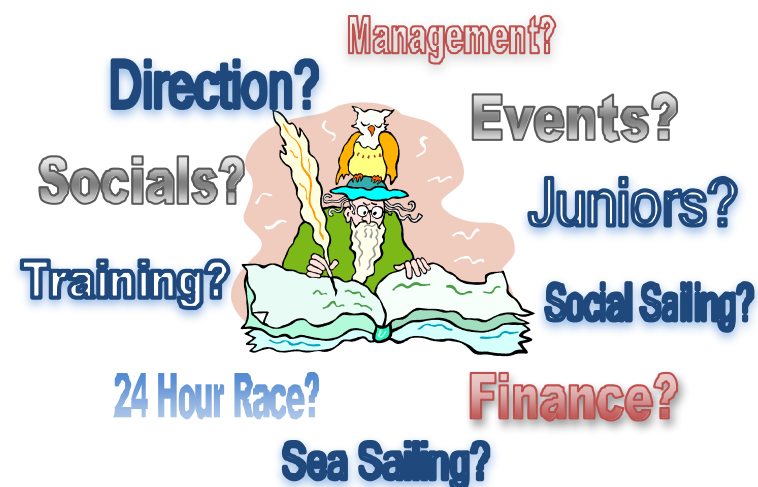 Management?
Direction?
Events?
Socials?
Juniors?
Training?
Social Sailing?
24 Hour Race?
Finance?
Sea Sailing?